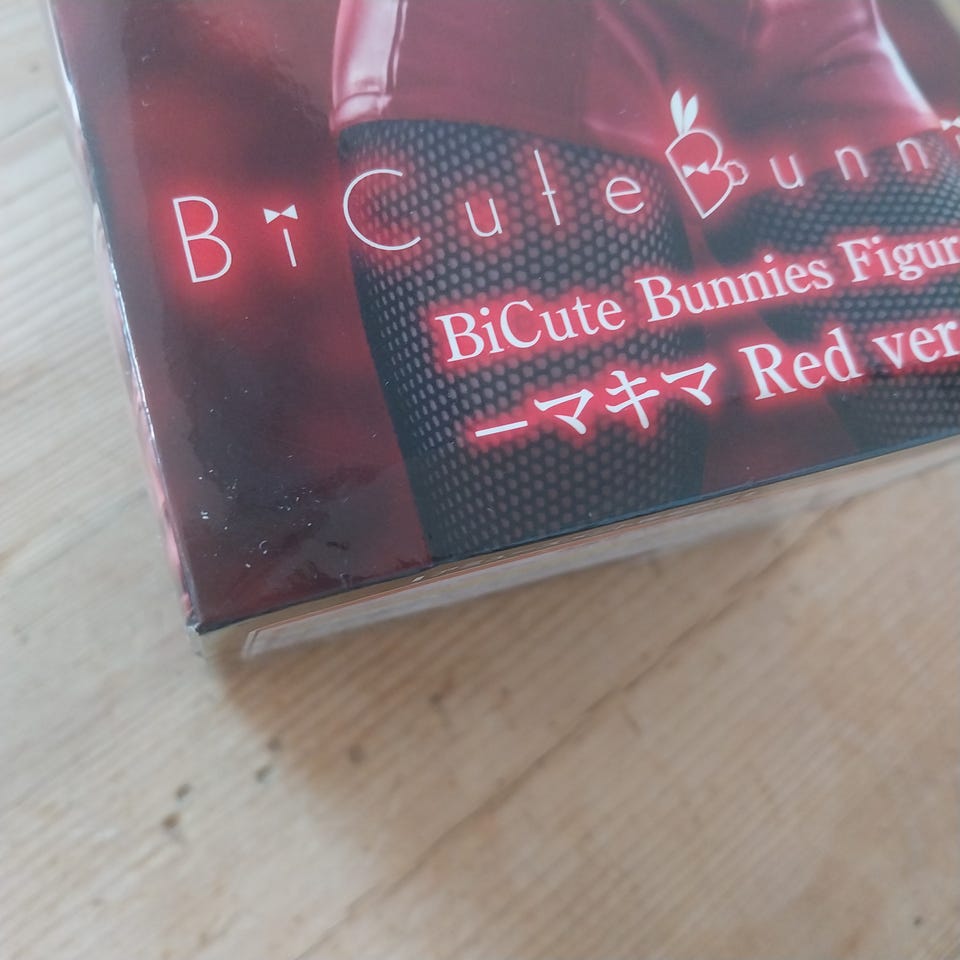 BiCute Bunni
BiCute Bunnies Figur
ーマキマ Red ver